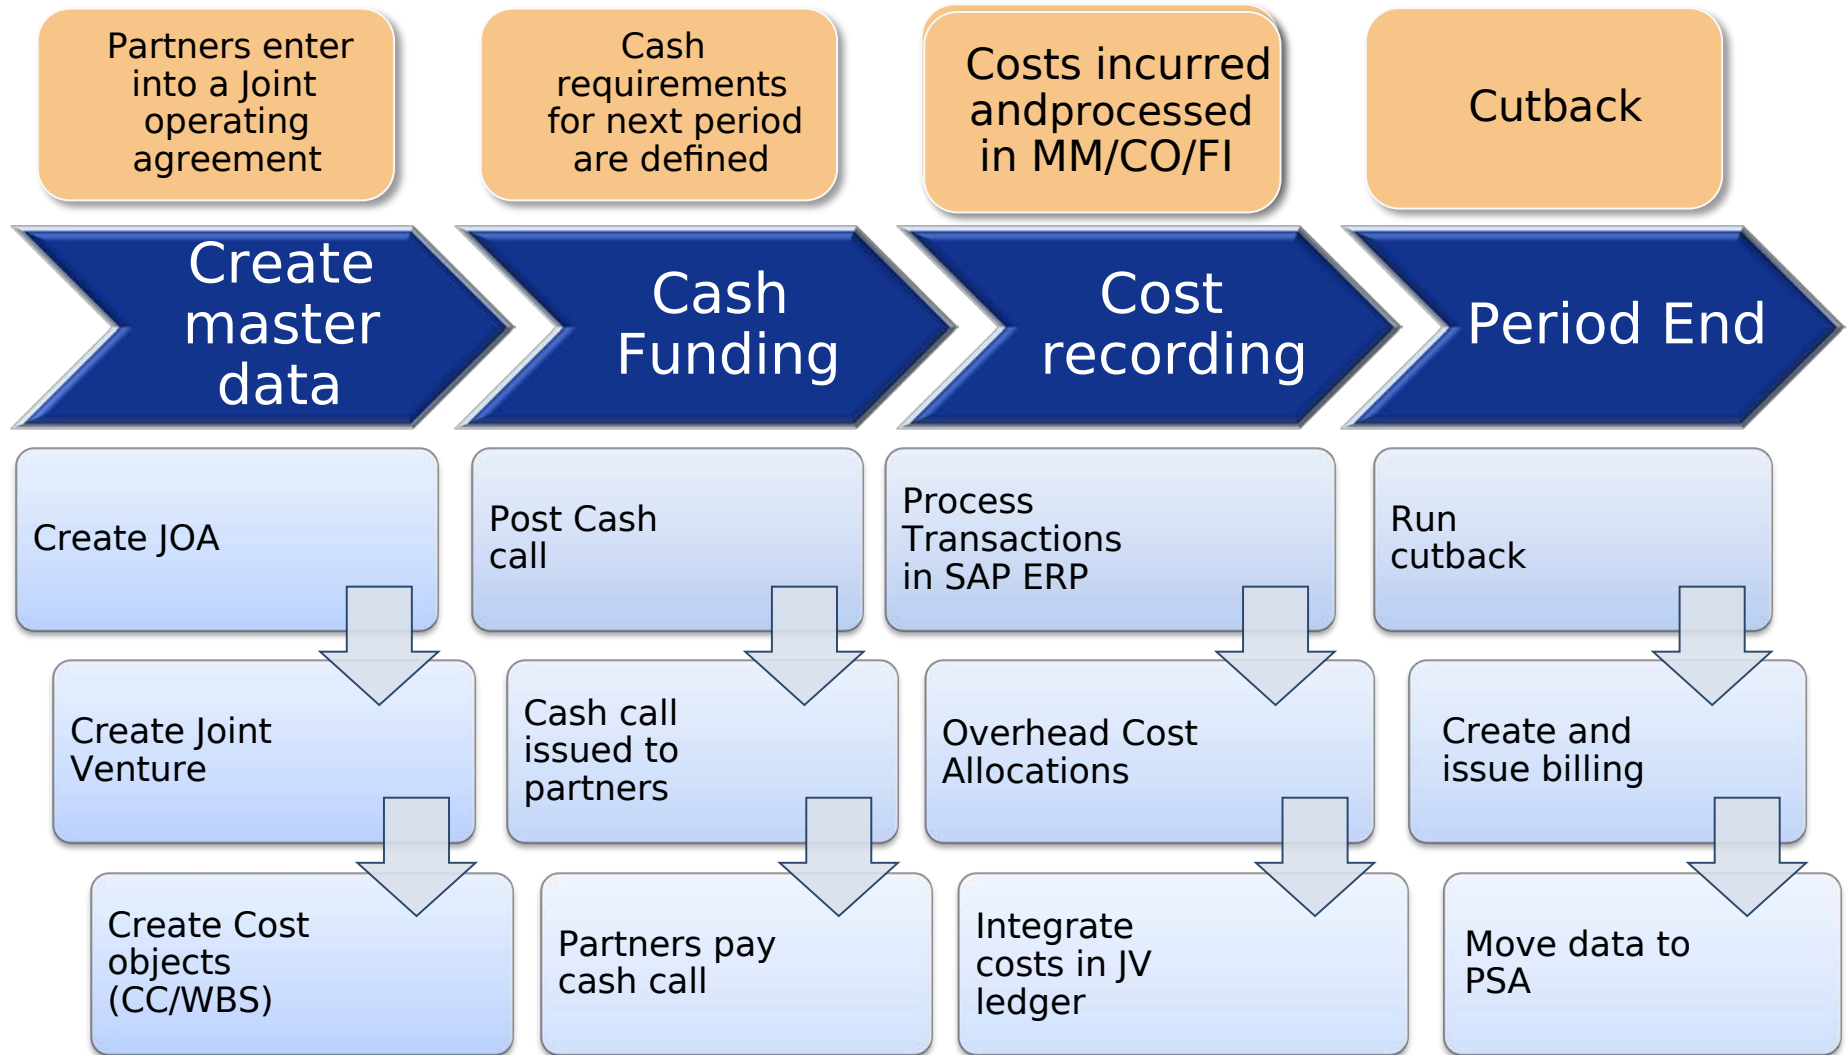 Partners enter
into a Joint
operating
agreement
Cash
requirements
for next period
are defined
Costs incurred
andprocessed
in MM/CO/FI
Cutback
Create
master
data
Cash
Funding
Cost
recording
Period End
Create JOA
Create Joint
Venture
Create Cost
objects
(CC/WBS)
Post Cash
call
Cash call
issued to
partners
Partners pay
cash call
Process
Transactions
in SAP ERP
Overhead Cost
Allocations
Integrate
costs in JV
ledger
Run
cutback
Create and
issue billing
Move data to
PSA